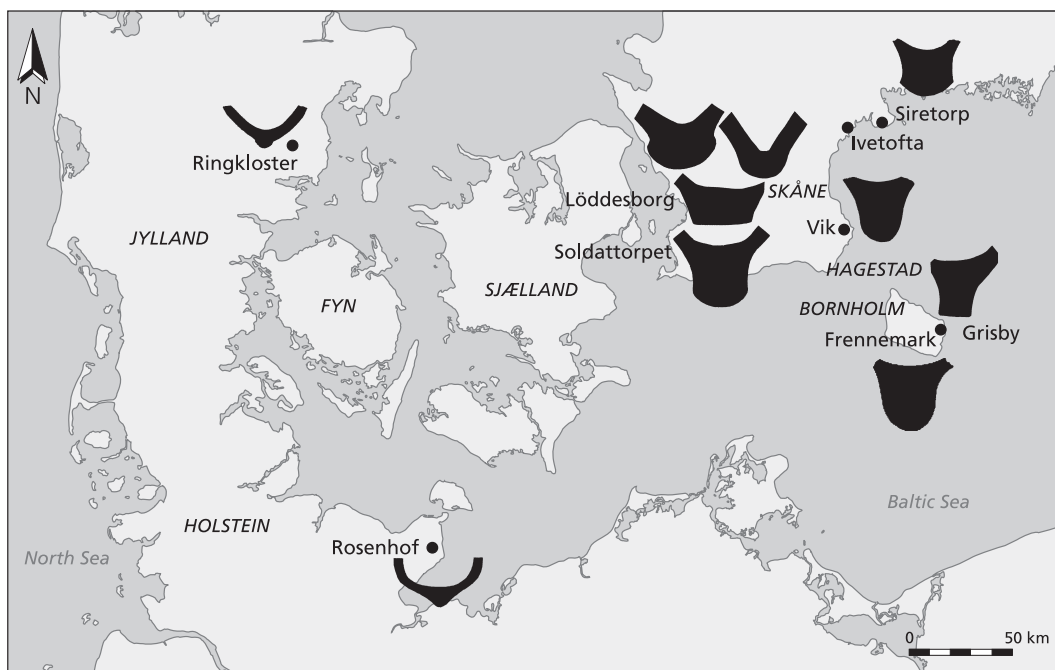 N
Siretorp
Ivetofta
Ringkloster
SKÅNE
Löddesborg
Vik
JYLLAND
Soldattorpet
HAGESTAD
SJÆLLAND
FYN
BORNHOLM
Frennemark
Grisby
Baltic Sea
HOLSTEIN
Rosenhof
North Sea
0 50 km